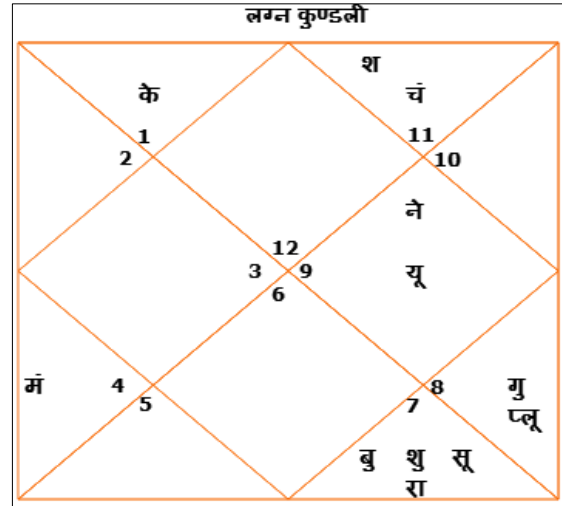 लग्न कुण्डली
श
के चं
1 11
2 10
ने
12
3 9 यू
6
मं 4 8 गु
5 7 प्लू
बु शु सू
रा